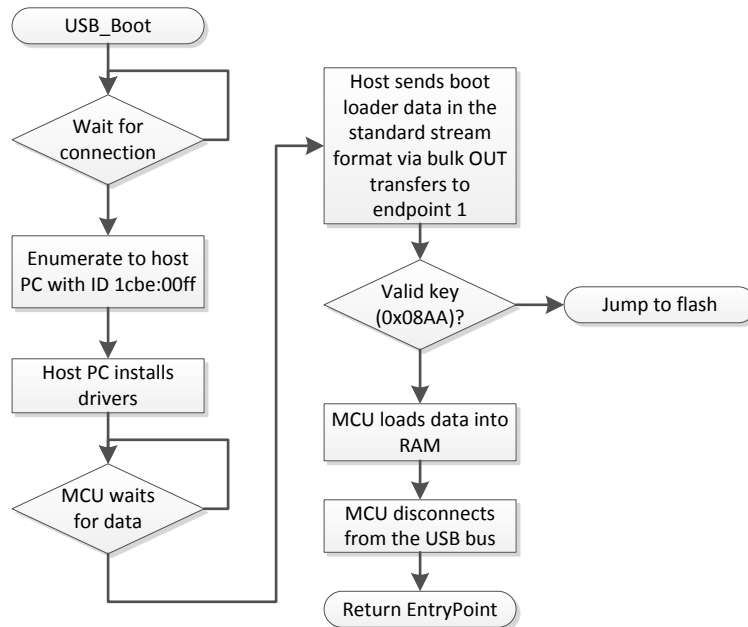 USB_Boot
Wait for
connection
Enumerate to host
PC with ID 1cbe:00ff
Host PC installs
drivers
MCU waits
for data
Host sends boot
loader data in the
standard stream
format via bulk OUT
transfers to
endpoint 1
Valid key
(0x08AA)?
Jump to flash
MCU loads data into
RAM
MCU disconnects
from the USB bus
Return EntryPoint